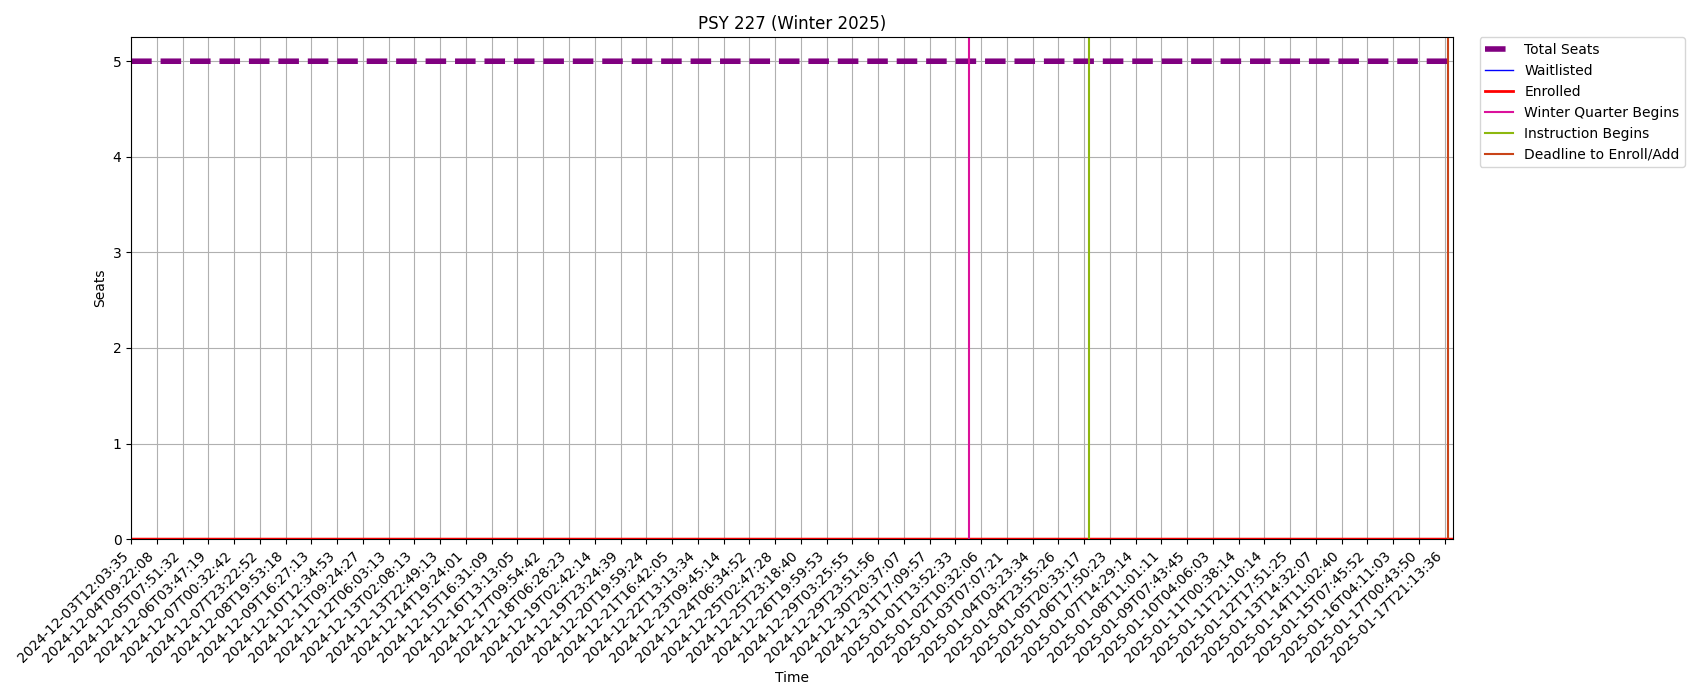 PSY 227 (Winter 2025)
Total Seats
Waitlisted
Enrolled
Winter Quarter Begins
Instruction Begins
Deadline to Enroll/Add
Seats
5
4
3
2
1
0
2024-12-03T12:03:35
2024-12-04T09:22:08
2024-12-05T07:51:32
2024-12-06T03:47:19
2024-12-07T00:32:42
2024-12-07T23:22:52
2024-12-08T19:53:18
2024-12-09T16:27:13
2024-12-10T12:34:53
2024-12-11T09:24:27
2024-12-12T06:03:13
2024-12-13T02:08:13
2024-12-13T22:49:13
2024-12-14T19:24:01
2024-12-15T16:31:09
2024-12-16T13:13:05
2024-12-17T09:54:42
2024-12-18T06:28:23
2024-12-19T02:42:14
2024-12-19T23:24:39
2024-12-20T19:59:24
2024-12-21T16:42:05
2024-12-22T13:13:34
2024-12-23T09:45:14
2024-12-24T06:34:52
2024-12-25T02:47:28
2024-12-25T23:18:40
2024-12-26T19:59:53
2024-12-29T03:25:55
2024-12-29T23:51:56
2024-12-30T20:37:07
2024-12-31T17:09:57
2025-01-01T13:52:33
2025-01-02T10:32:06
2025-01-03T07:07:21
2025-01-04T03:23:34
2025-01-04T23:55:26
2025-01-05T20:33:17
2025-01-06T17:50:23
2025-01-07T14:29:14
2025-01-08T11:01:11
2025-01-09T07:43:45
2025-01-10T04:06:03
2025-01-11T00:38:14
2025-01-11T21:10:14
2025-01-12T17:51:25
2025-01-13T14:32:07
2025-01-14T11:02:40
2025-01-15T07:45:52
2025-01-16T04:11:03
2025-01-17T00:43:50
2025-01-17T21:13:36
Time